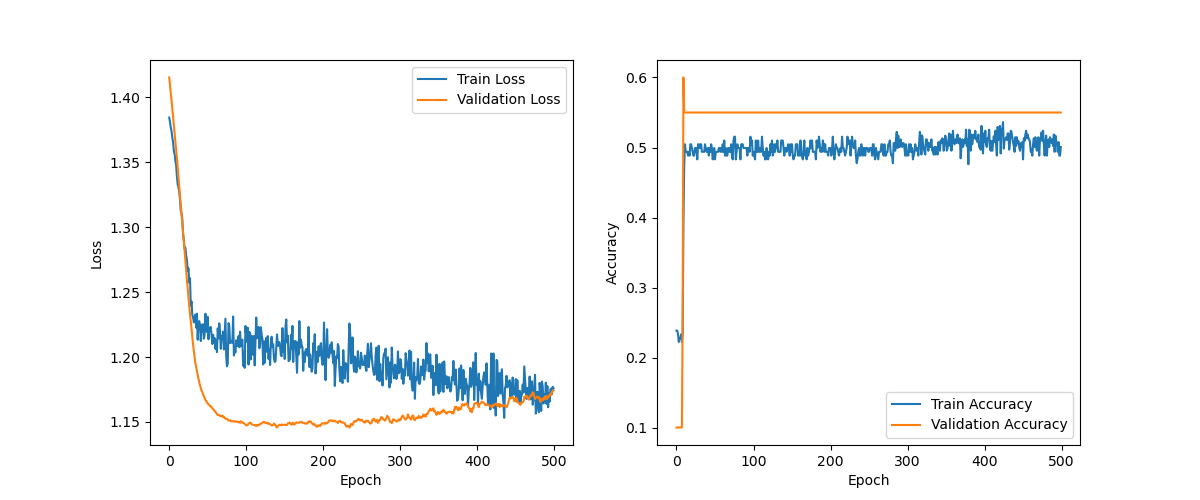 Train Loss
Validation Loss
1.40
1.35
1.30
1.25
1.20
1.15
Loss
0 100 200 300 400 500
Epoch
0.6
0.5
0.4
0.3
0.2
0.1
Accuracy
Train Accuracy
Validation Accuracy
0 100 200 300 400 500
Epoch